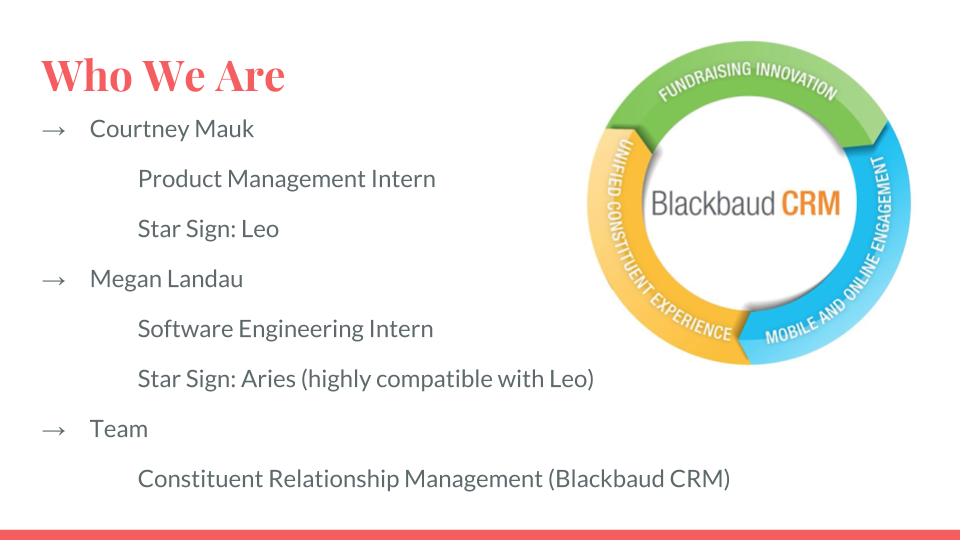 Who We Are
→ Courtney Mauk
Product Management Intern
Star Sign: Leo
→ Megan Landau
Software Engineering Intern
Star Sign: Aries (highly compatible with Leo)
→ Team
Constituent Relationship Management (Blackbaud CRM)
FUNDRAISING INNOVATION
UNIFIED CONSTITUENT EXPERIENCE
Blackbaud CRM
MOBILE AND ONLINE ENGAGEMENT